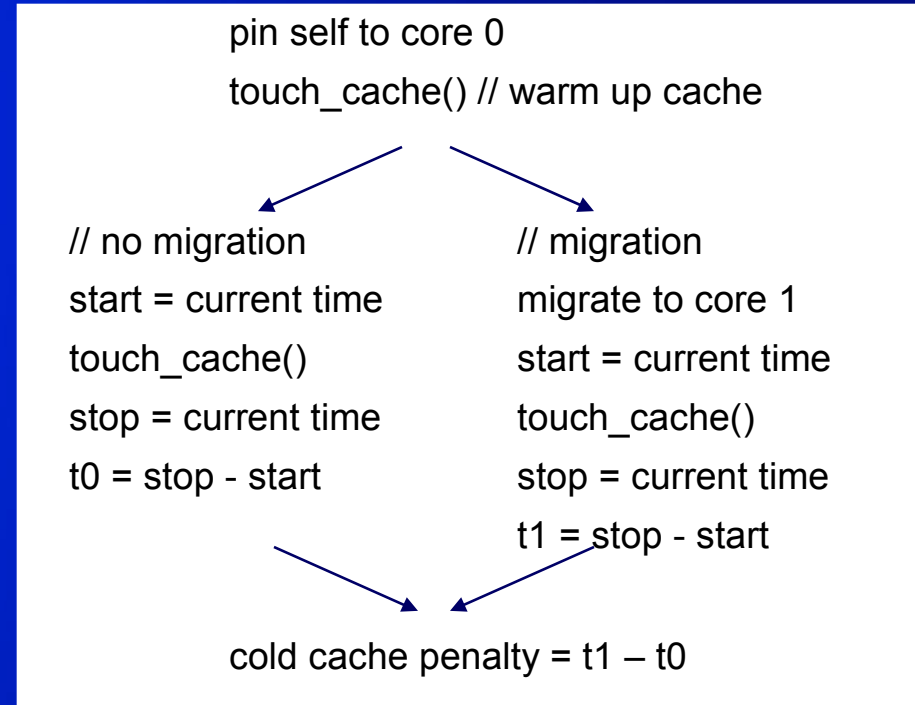 pin self to core 0
touch_cache() // warm up cache
// no migration
start = current time
touch_cache()
stop = current time
t0 = stop - start
// migration
migrate to core 1
start = current time
touch_cache()
stop = current time
t1 = stop - start
cold cache penalty = t1 – t0